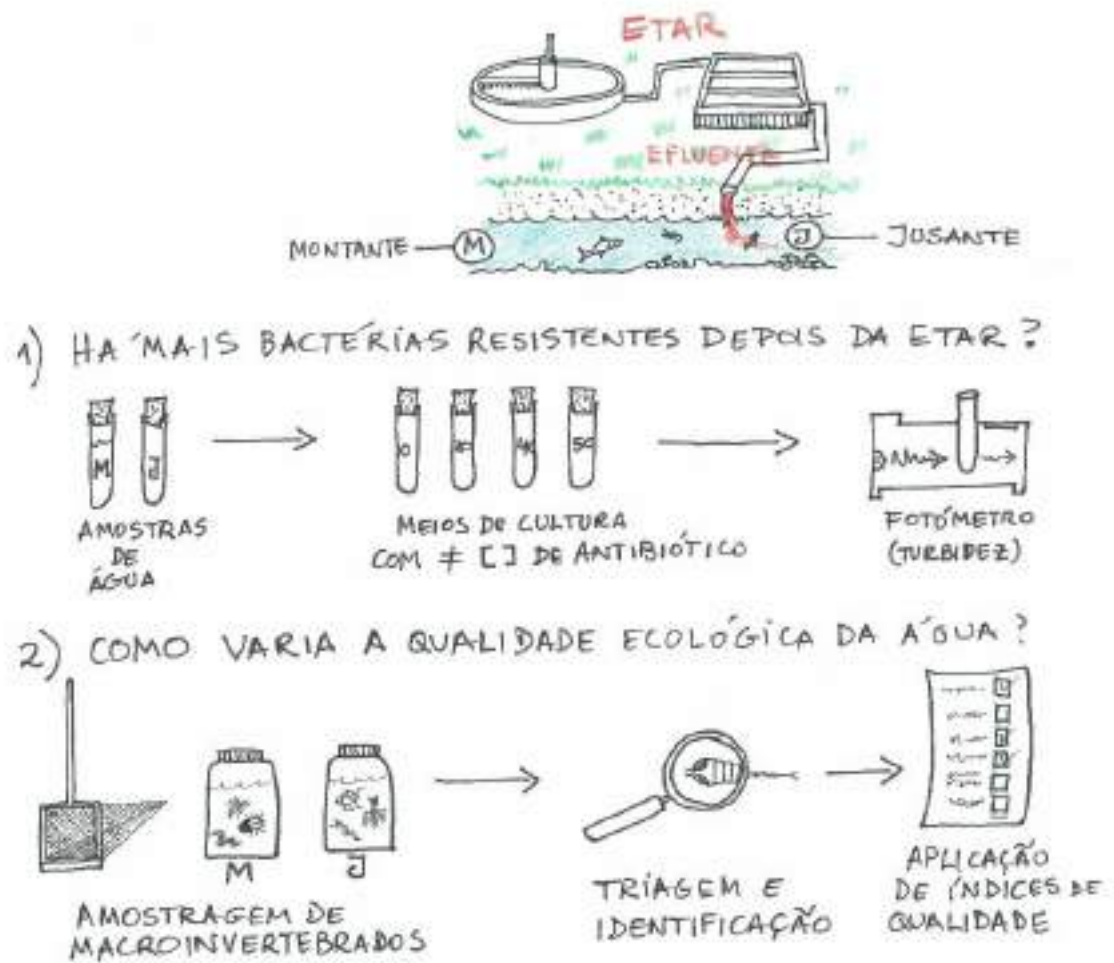 ETAR
EFLUENTE
MONTANTE M J JUSANTE
1) HÁ MAIS BACTÉRIAS RESISTENTES DEPOIS DA ETAR?
M J 0 50
AMOSTRAS
DE
ÁGUA
MEIOS DE CULTURA
COM ≠ [ ] DE ANTIBIÓTICO
FOTÓMETRO
(TURBIDEZ)
2) COMO VARIA A QUALIDADE ECOLÓGICA DA ÁGUA?
M J
AMOSTRAGEM DE
MACROINVERTEBRADOS
TRIAGEM E
IDENTIFICAÇÃO
APLICAÇÃO
DE ÍNDICES DE
QUALIDADE